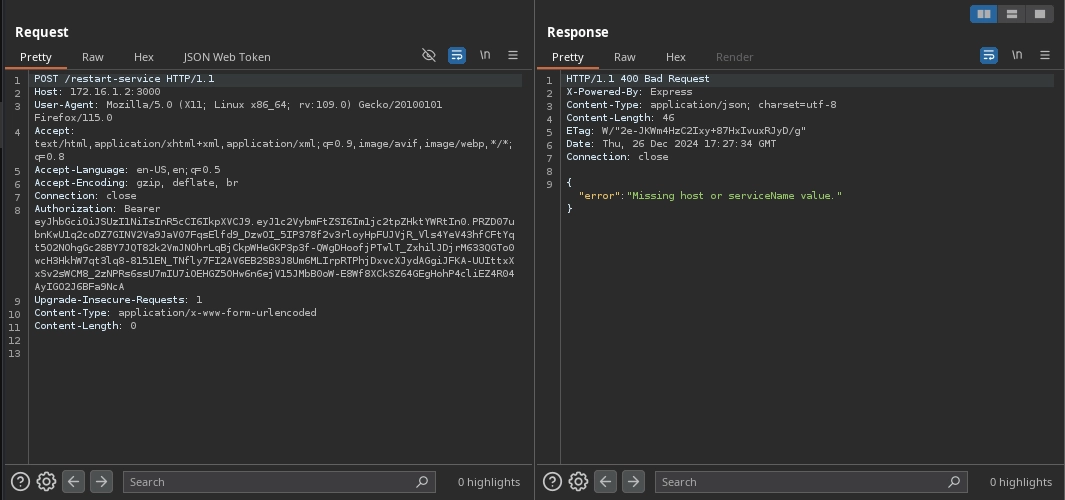 Request
Pretty Raw Hex JSON Web Token \n
1 POST /restart-service HTTP/1.1
2 Host: 172.16.1.2:3000
3 User-Agent: Mozilla/5.0 (X11; Linux x86_64; rv:109.0) Gecko/20100101
Firefox/115.0
4 Accept:
text/html,application/xhtml+xml,application/xml;q=0.9,image/avif,image/webp,*/*;
q=0.8
5 Accept-Language: en-US,en;q=0.5
6 Accept-Encoding: gzip, deflate, br
7 Connection: close
8 Authorization: Bearer
eyJhbGciOiJSUzI1NiIsInR5cCI6IkpXVCJ9.eyJ1c2VybmFtZSI6Im1jc2tpZHktYWRtIn0.PRZD07u
bnKwU1q2coDZ7GINV2Va9JaV07FqsElfd9_DzwOI_5IP378f2v3rloyHpFUJVjR_Vls4YeV43hfCFtYq
t5O2NOhgGc28BY7JQT82k2VmJNOhrLqBjCkpWHeGKP3p3f-QWgDHoofjPTwlT_ZxhilJDjrM633QGTo0
wcH3HkhW7qt3lq8-8151EN_TNfly7FI2AV6EB2SB3J8Um6MLIrpRTPhjDxvcXJydAGgiJFKA-UUIttxX
xSv2sWCM8_2zNPRs6ssU7mIU7iOEHGZ5OHw6n6ejV15JMbB0oW-E8Wf8XCkSZ64GEgHohP4cliEZ4R04
AyIGO2J6BFa9NcA
9 Upgrade-Insecure-Requests: 1
10 Content-Type: application/x-www-form-urlencoded
11 Content-Length: 0
12
13
Search 0 highlights
Response
Pretty Raw Hex Render \n
1 HTTP/1.1 400 Bad Request
2 X-Powered-By: Express
3 Content-Type: application/json; charset=utf-8
4 Content-Length: 46
5 ETag: W/"2e-JKWm4HzC2Ixy+87HxIvuxRJyD/g"
6 Date: Thu, 26 Dec 2024 17:27:34 GMT
7 Connection: close
8
9 {
"error":"Missing host or serviceName value."
}
Search 0 highlights